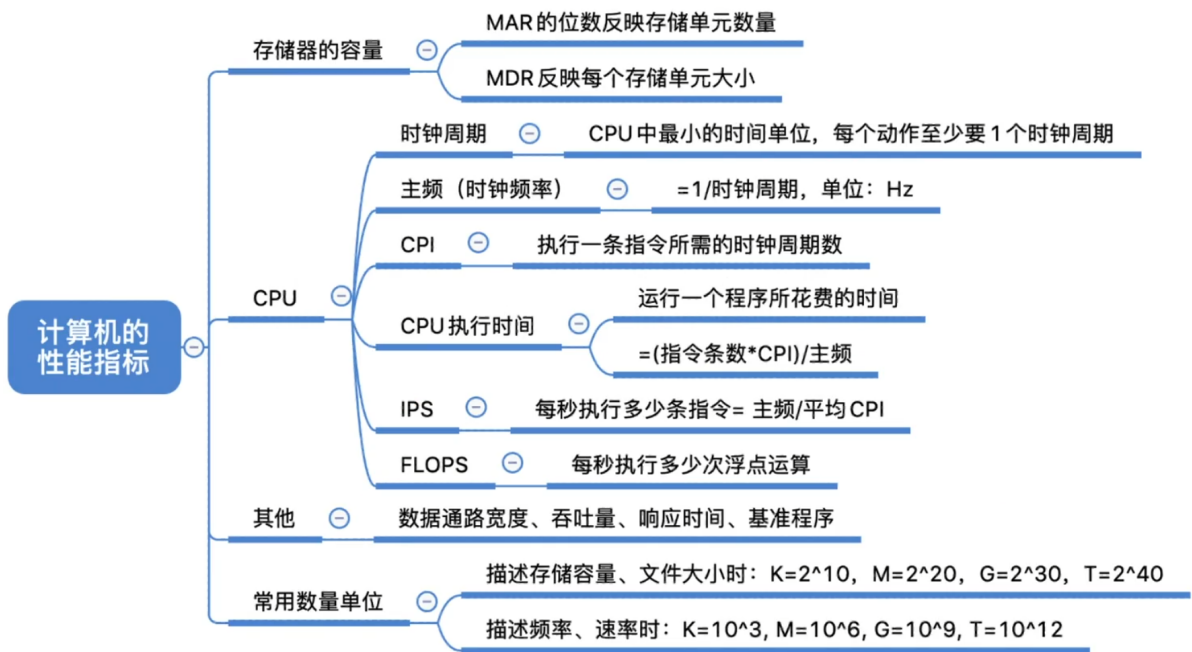 计算机的
性能指标
存储器的容量
MAR的位数反映存储单元数量
MDR反映每个存储单元大小
CPU
时钟周期
CPU中最小的时间单位，每个动作至少要1个时钟周期
主频（时钟频率）
=1/时钟周期，单位：Hz
CPI
执行一条指令所需的时钟周期数
CPU执行时间
运行一个程序所花费的时间
=(指令条数*CPI)/主频
IPS
每秒执行多少条指令= 主频/平均CPI
FLOPS
每秒执行多少次浮点运算
其他
数据通路宽度、吞吐量、响应时间、基准程序
常用数量单位
描述存储容量、文件大小时：K=2^10，M=2^20，G=2^30，T=2^40
描述频率、速率时：K=10^3, M=10^6, G=10^9, T=10^12